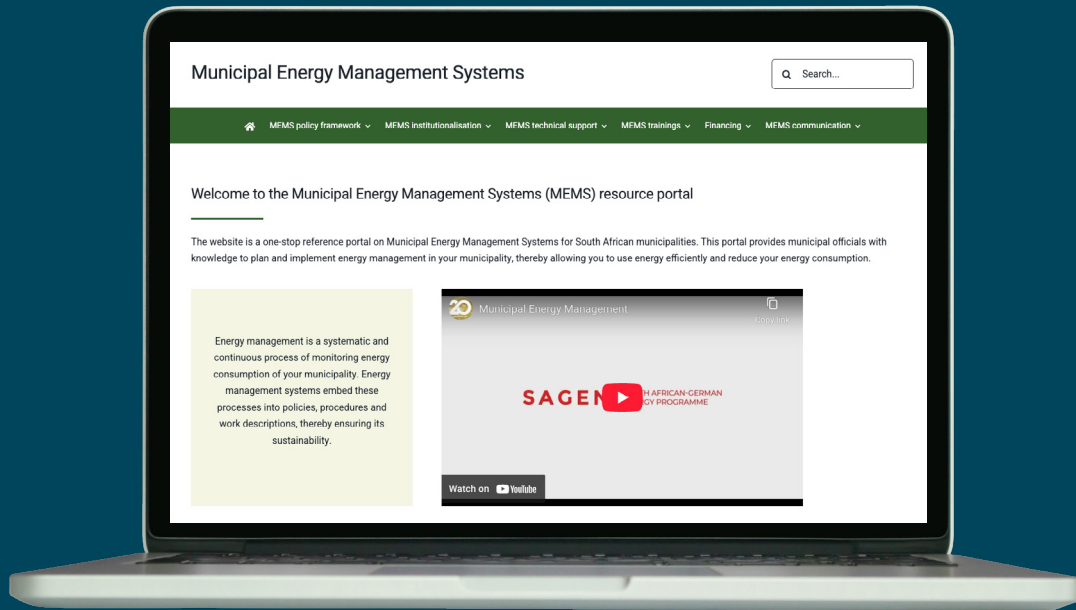 Municipal Energy Management Systems
Search...
MEMS policy framework MEMS institutionalisation MEMS technical support MEMS trainings Financing MEMS communication
Welcome to the Municipal Energy Management Systems (MEMS) resource portal
The website is a one-stop reference portal on Municipal Energy Management Systems for South African municipalities. This portal provides municipal officials with
knowledge to plan and implement energy management in your municipality, thereby allowing you to use energy efficiently and reduce your energy consumption.
Energy management is a systematic and
continuous process of monitoring energy
consumption of your municipality. Energy
management systems embed these
processes into policies, procedures and
work descriptions, thereby ensuring its
sustainability.
20 Municipal Energy Management
Copy link
SAGEN H AFRICAN-GERMAN
GY PROGRAMME
Watch on YouTube